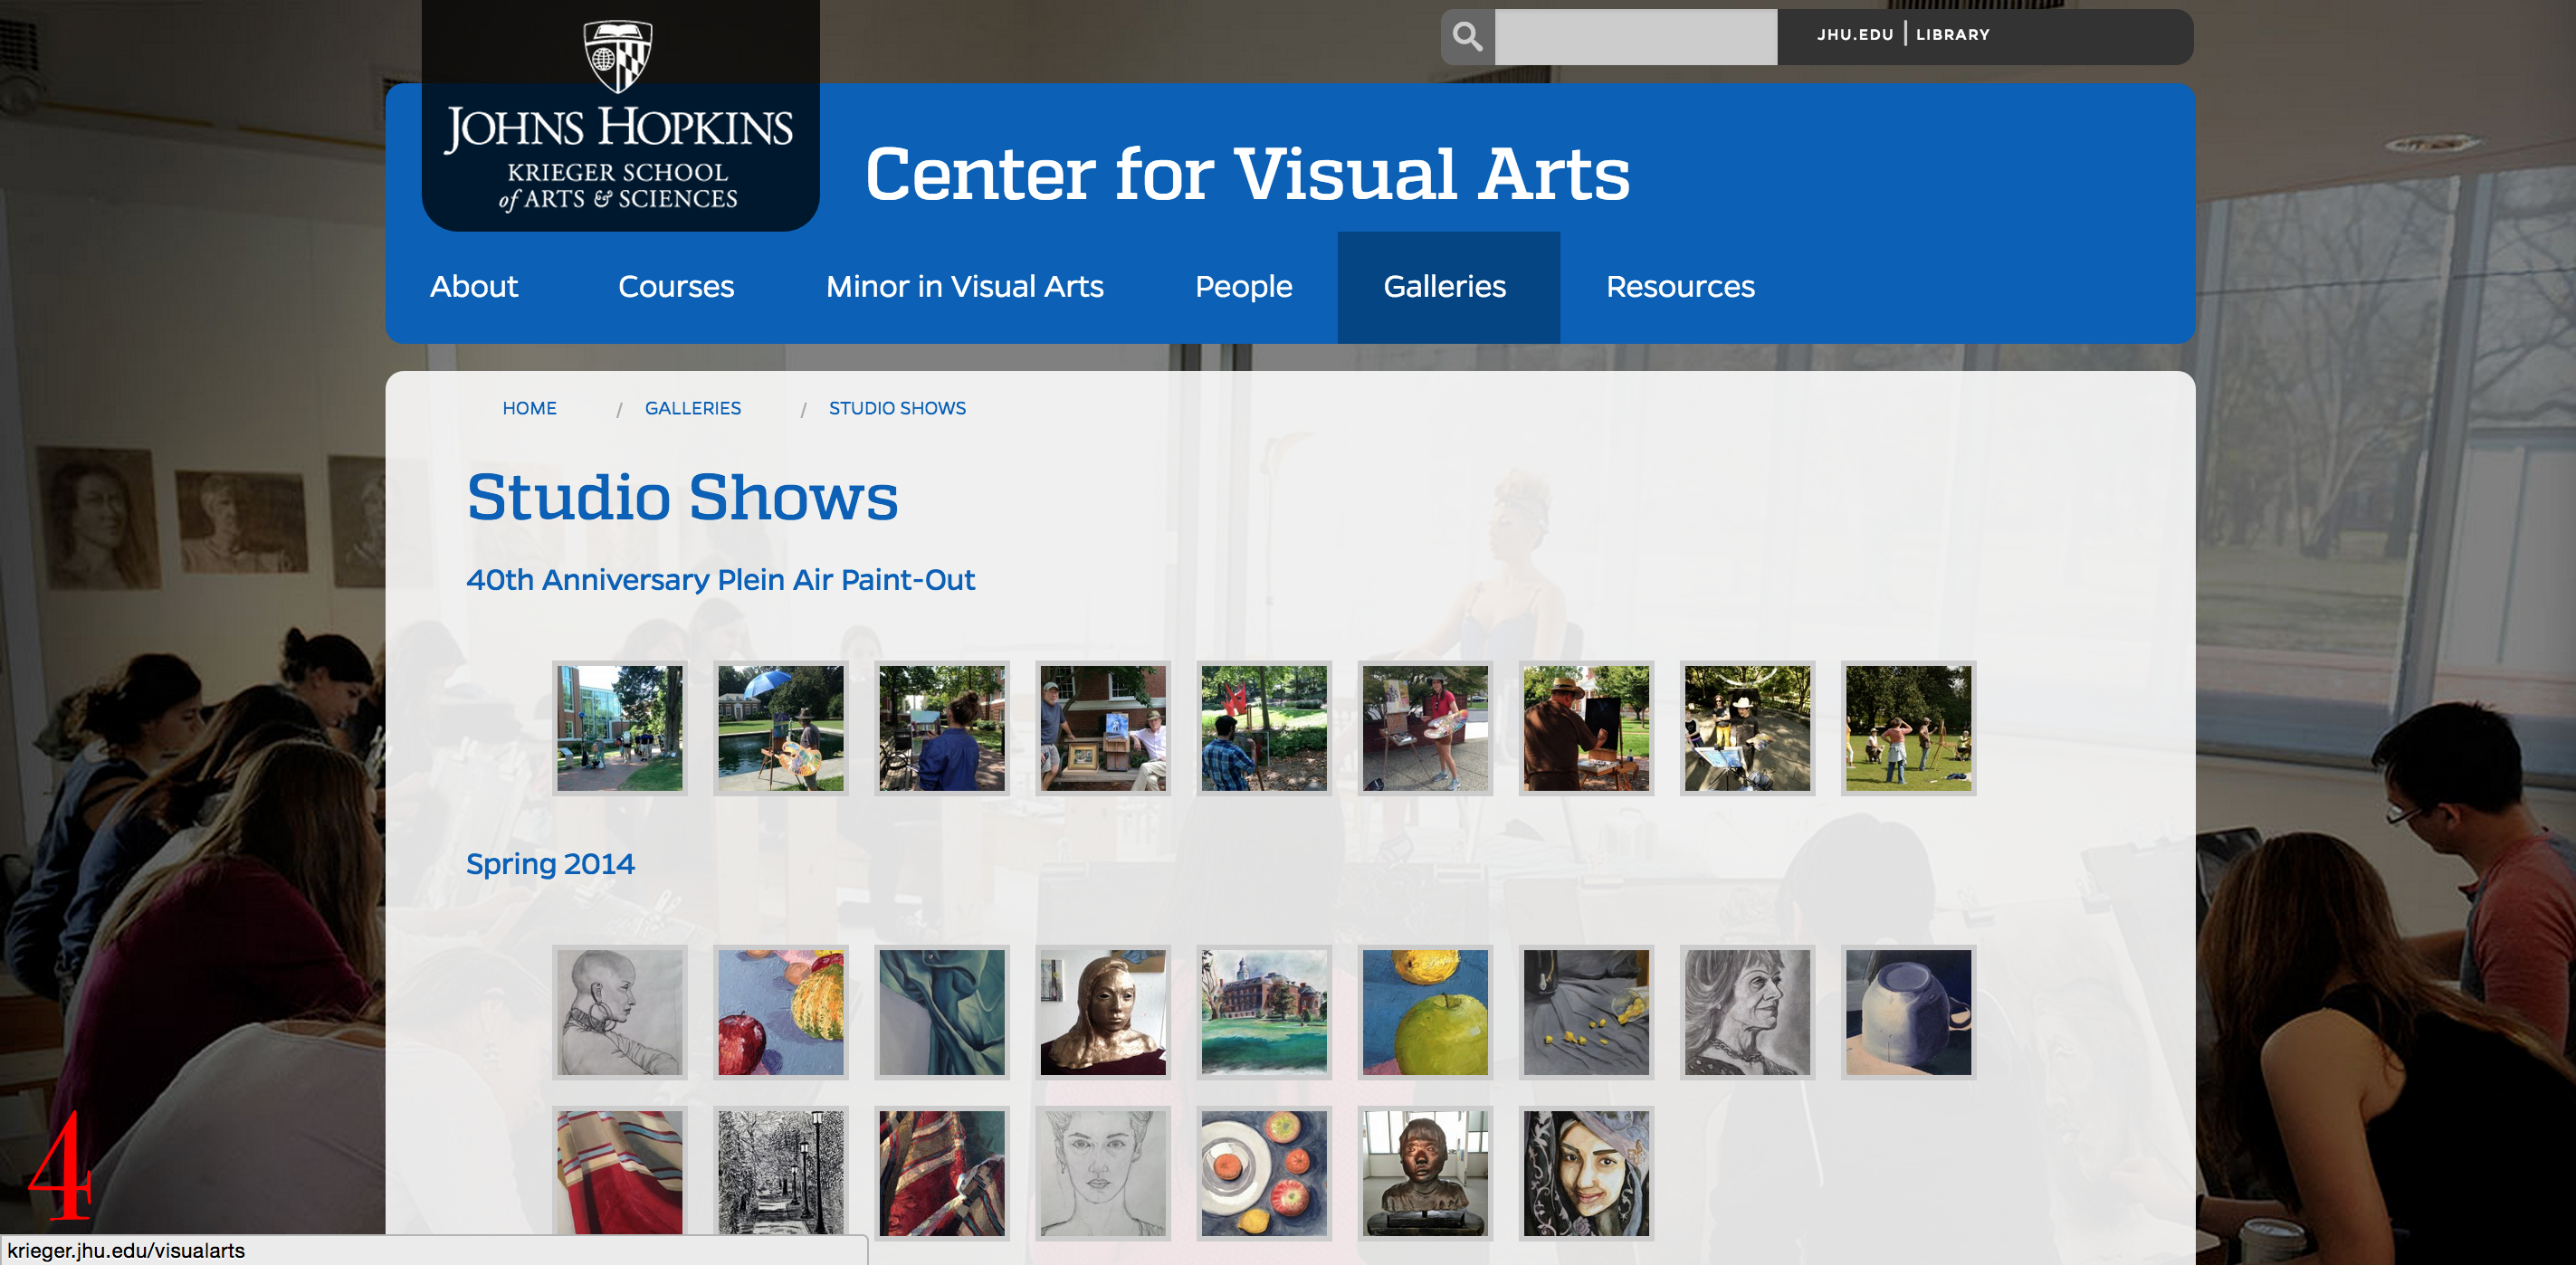 JHU.EDU | LIBRARY
JOHNS HOPKINS
KRIEGER SCHOOL
of ARTS & SCIENCES
Center for Visual Arts
About Courses Minor in Visual Arts People Galleries Resources
HOME / GALLERIES / STUDIO SHOWS
Studio Shows
40th Anniversary Plein Air Paint-Out
Spring 2014
4
krieger.jhu.edu/visualarts